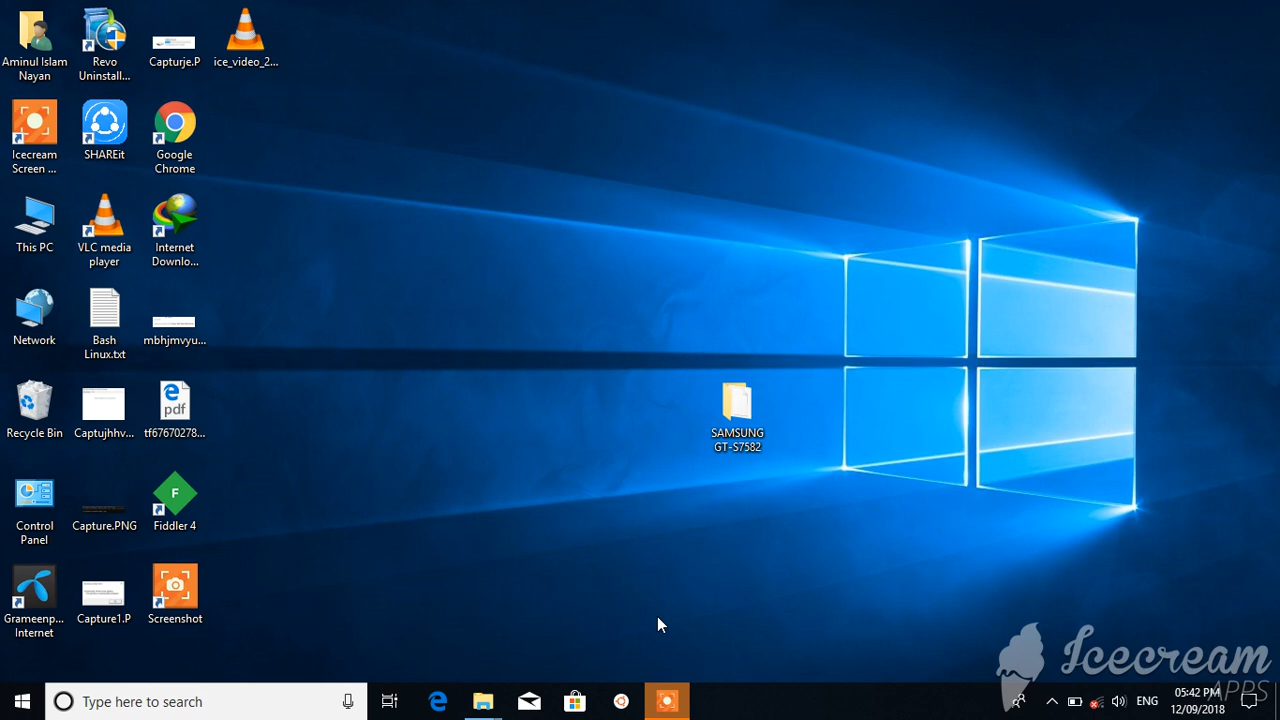 Aminul Islam
Nayan
Revo
Uninstall...
Capturje.P
ice_video_2...
Icecream
Screen ...
SHAREit
Google
Chrome
This PC
VLC media
player
Internet
Downlo...
Network
Bash
Linux.txt
mbhjmvyu...
Recycle Bin
Captujhhv...
pdf
tf67670278...
SAMSUNG
GT-S7582
Control
Panel
Capture.PNG
F
Fiddler 4
Grameenp...
Internet
Capture1.P
Screenshot
Icecream
APPS
Type here to search
ENG
05:42 PM
12/09/2018